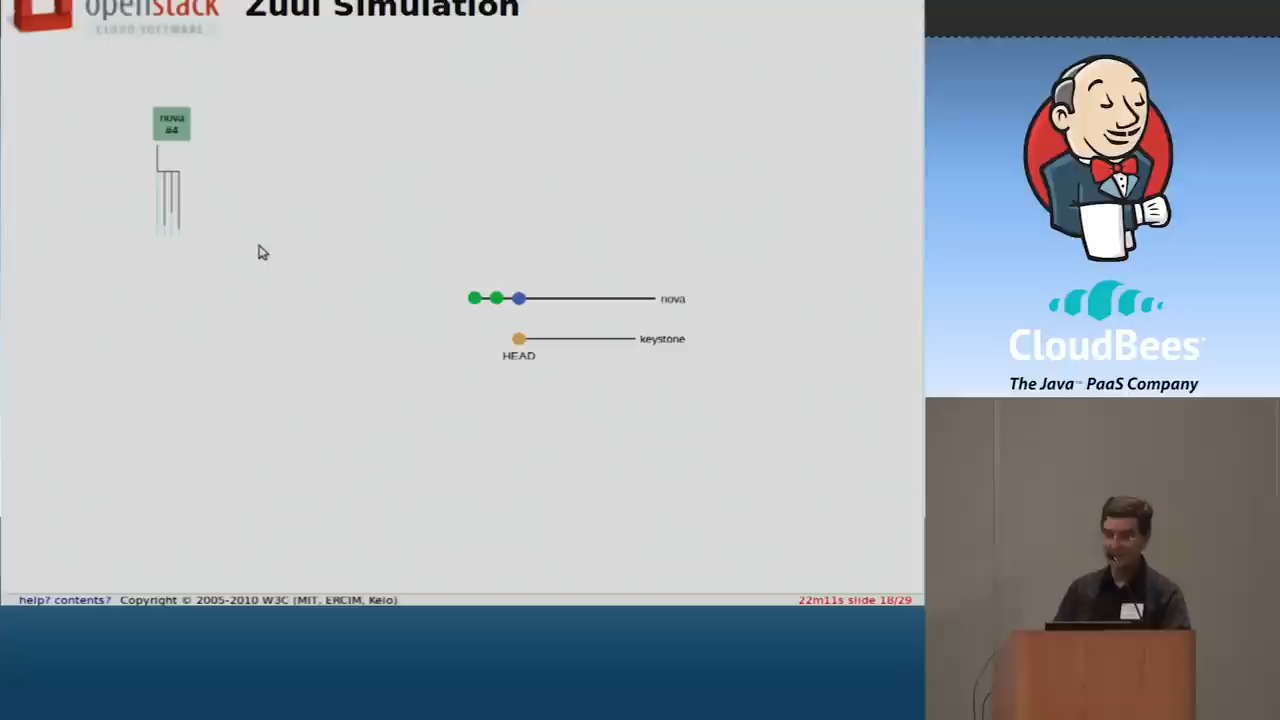 openstack
CLOUD SOFTWARE
Zuul Simulation
nova
#4
nova
keystone
HEAD
help? contents? Copyright © 2005-2010 W3C (MIT, ERCIM, Keio)
22m11s slide 18/29
CloudBees
The Java™ PaaS Company